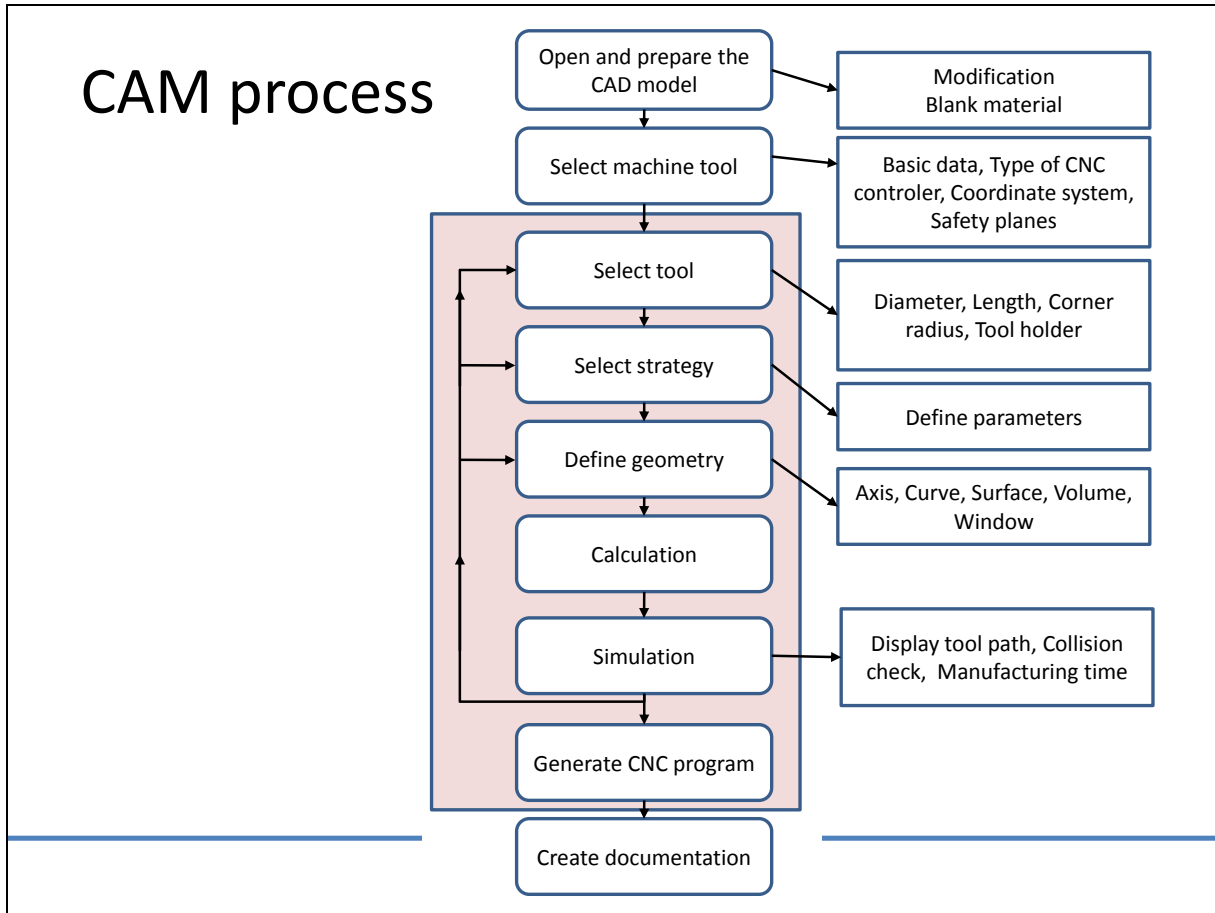 CAM process
Open and prepare the
CAD model
Modification
Blank material
Select machine tool
Basic data, Type of CNC
controler, Coordinate system,
Safety planes
Select tool
Diameter, Length, Corner
radius, Tool holder
Select strategy
Define parameters
Define geometry
Axis, Curve, Surface, Volume,
Window
Calculation
Simulation
Display tool path, Collision
check,  Manufacturing time
Generate CNC program
Create documentation